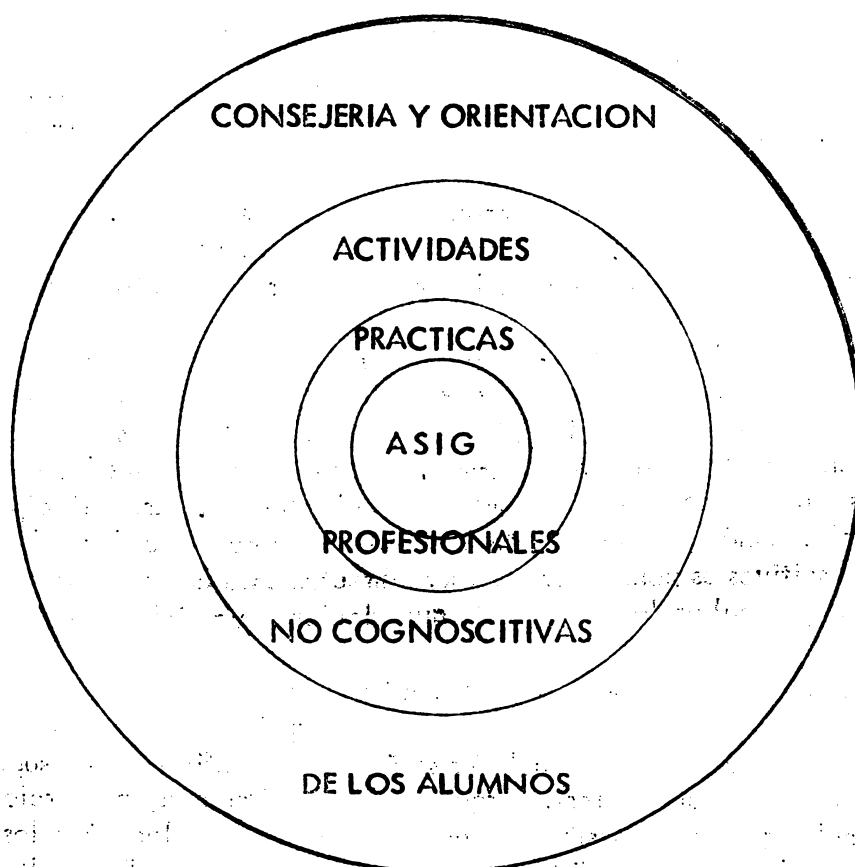 CONSEJERIA Y ORIENTACION
ACTIVIDADES
PRACTICAS
ASIG
PROFESIONALES
NO COGNOSCITIVAS
DE LOS ALUMNOS